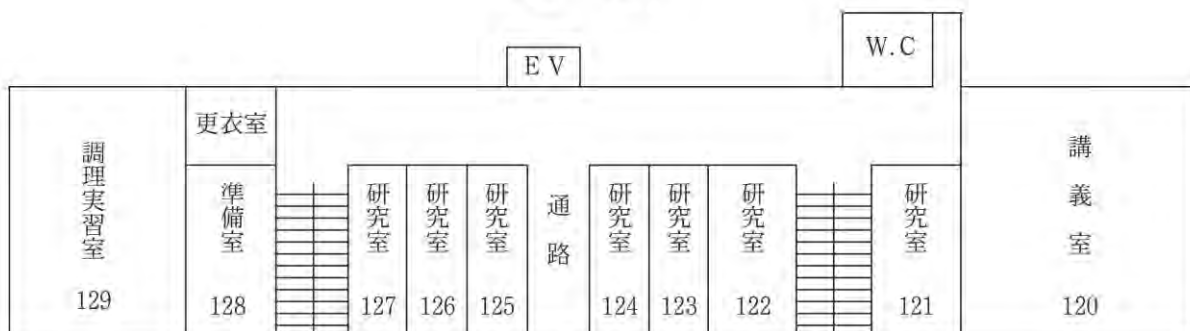 EV
W.C
更衣室
調理実習室
129
準備室
128
研究室
127
研究室
126
研究室
125
通路
研究室
124
研究室
123
研究室
122
研究室
121
講義室
120